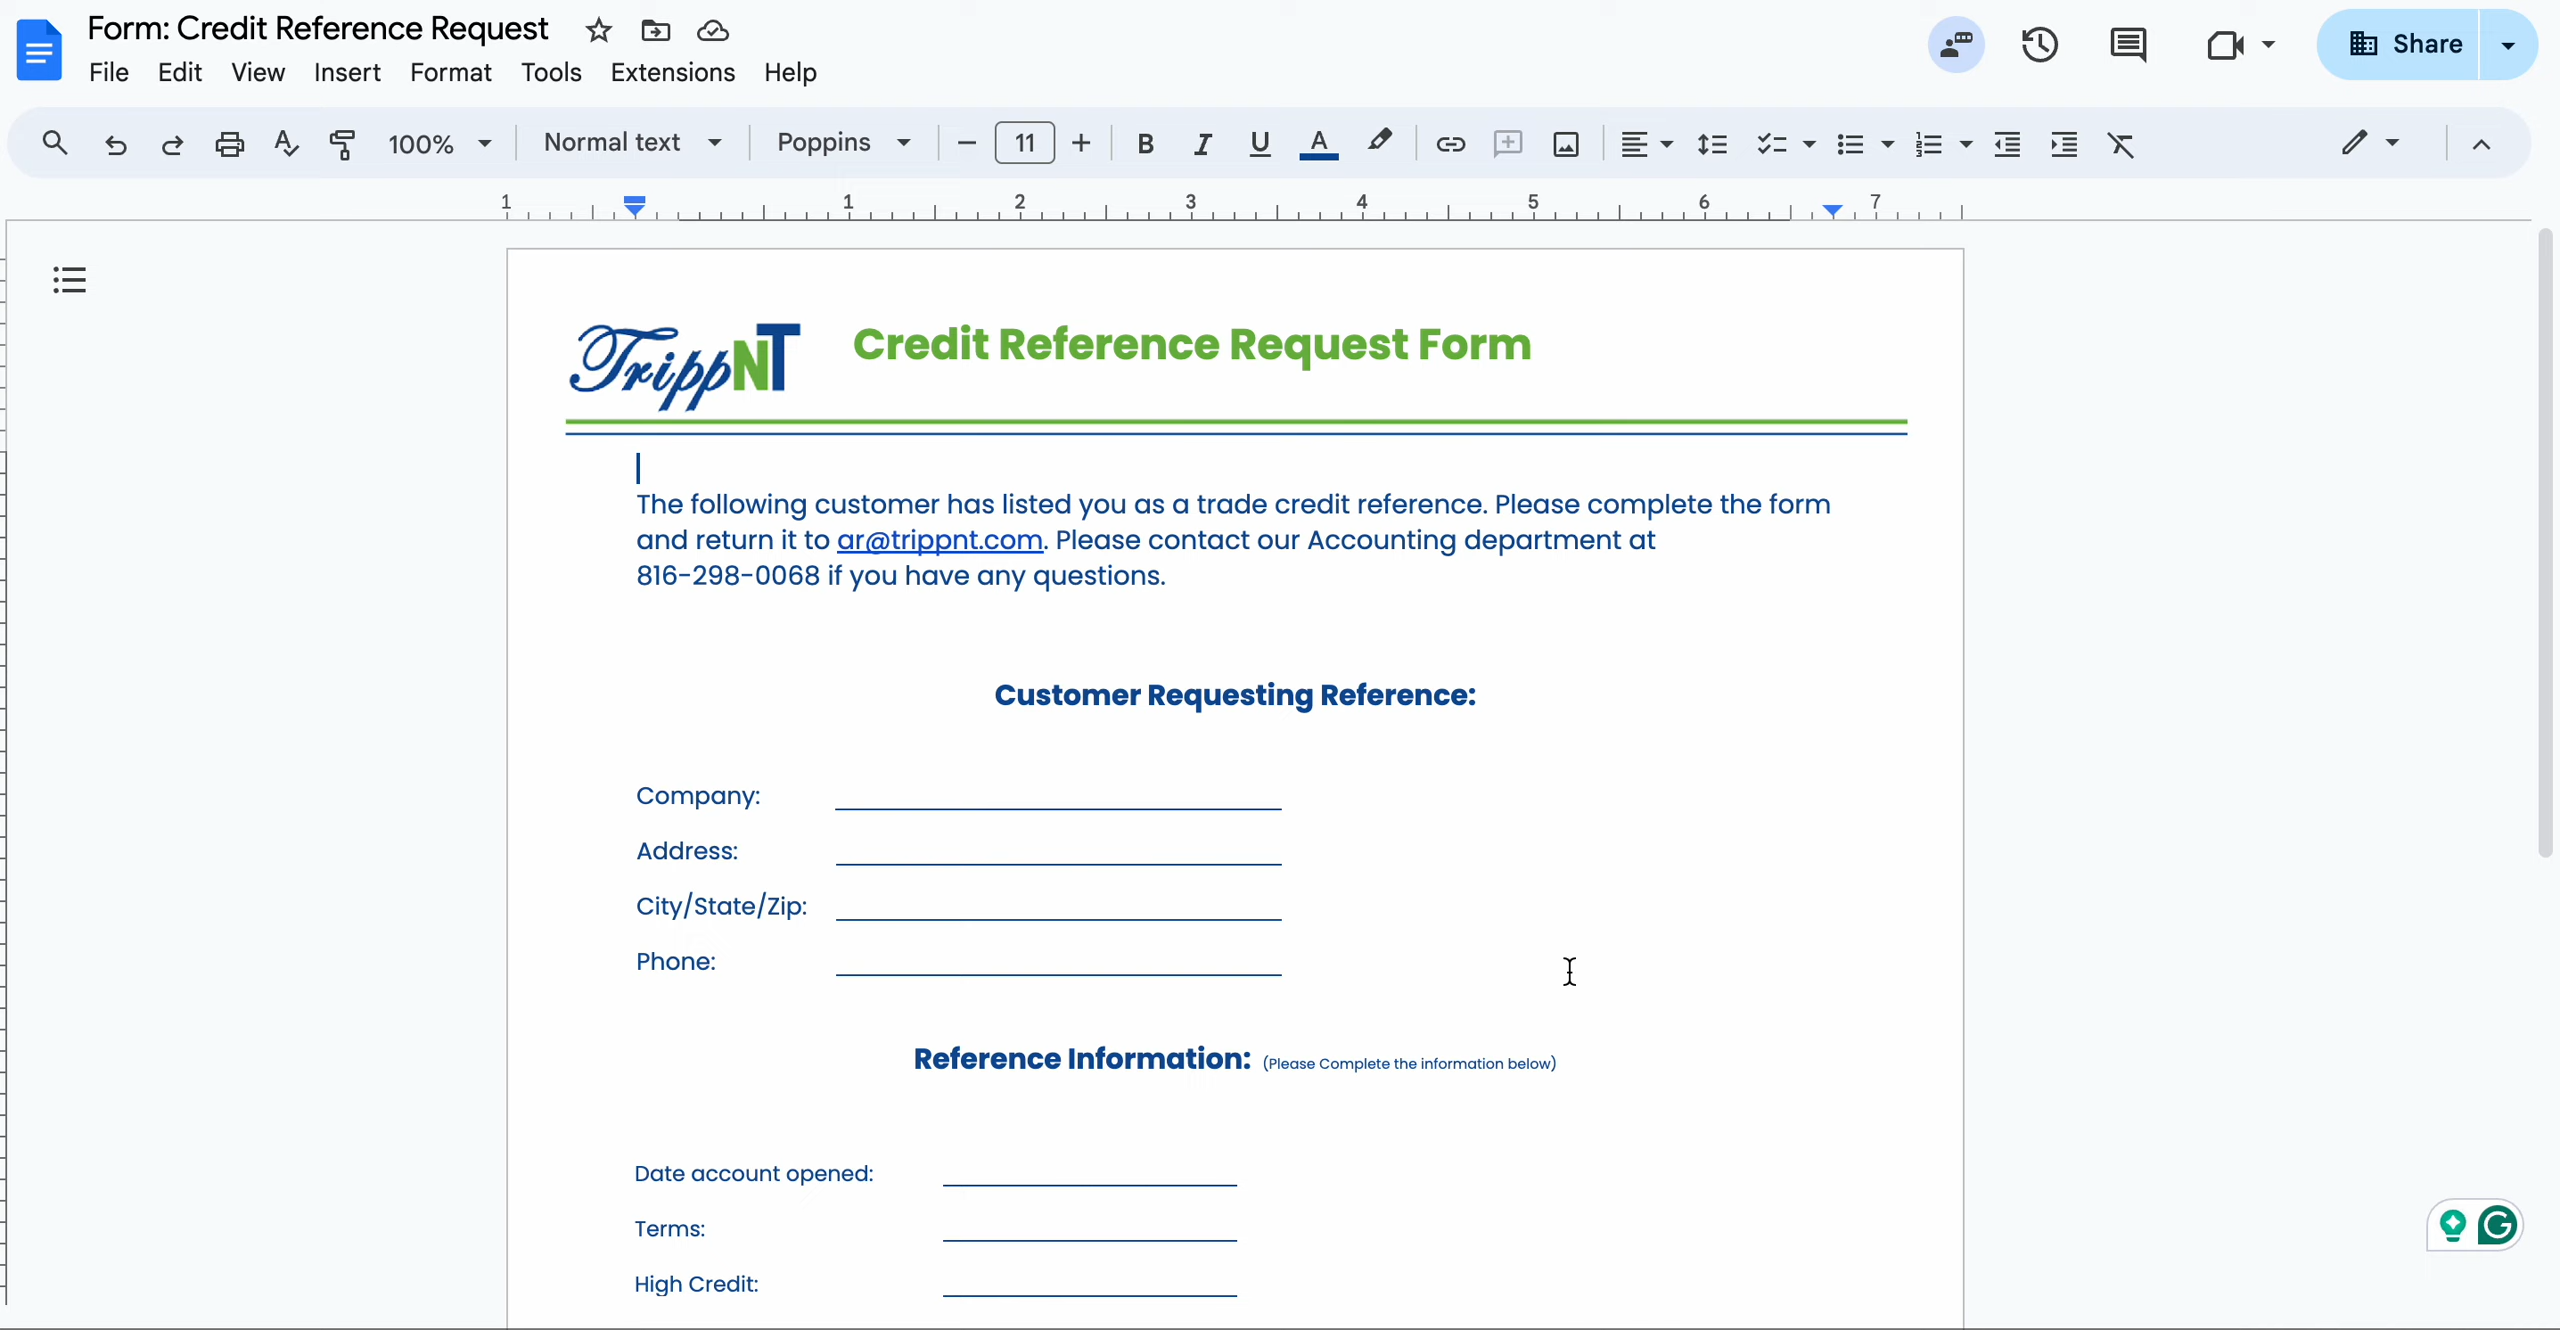 Form: Credit Reference Request
File Edit View Insert Format Tools Extensions Help
Share
100% Normal text Poppins 11 B I U A
1 1 2 3 4 5 6 7
TrippNT
Credit Reference Request Form
The following customer has listed you as a trade credit reference. Please complete the form
and return it to ar@trippnt.com. Please contact our Accounting department at
816-298-0068 if you have any questions.
Customer Requesting Reference:
Company:
Address:
City/State/Zip:
Phone:
Reference Information: (Please Complete the information below)
Date account opened:
Terms:
High Credit: